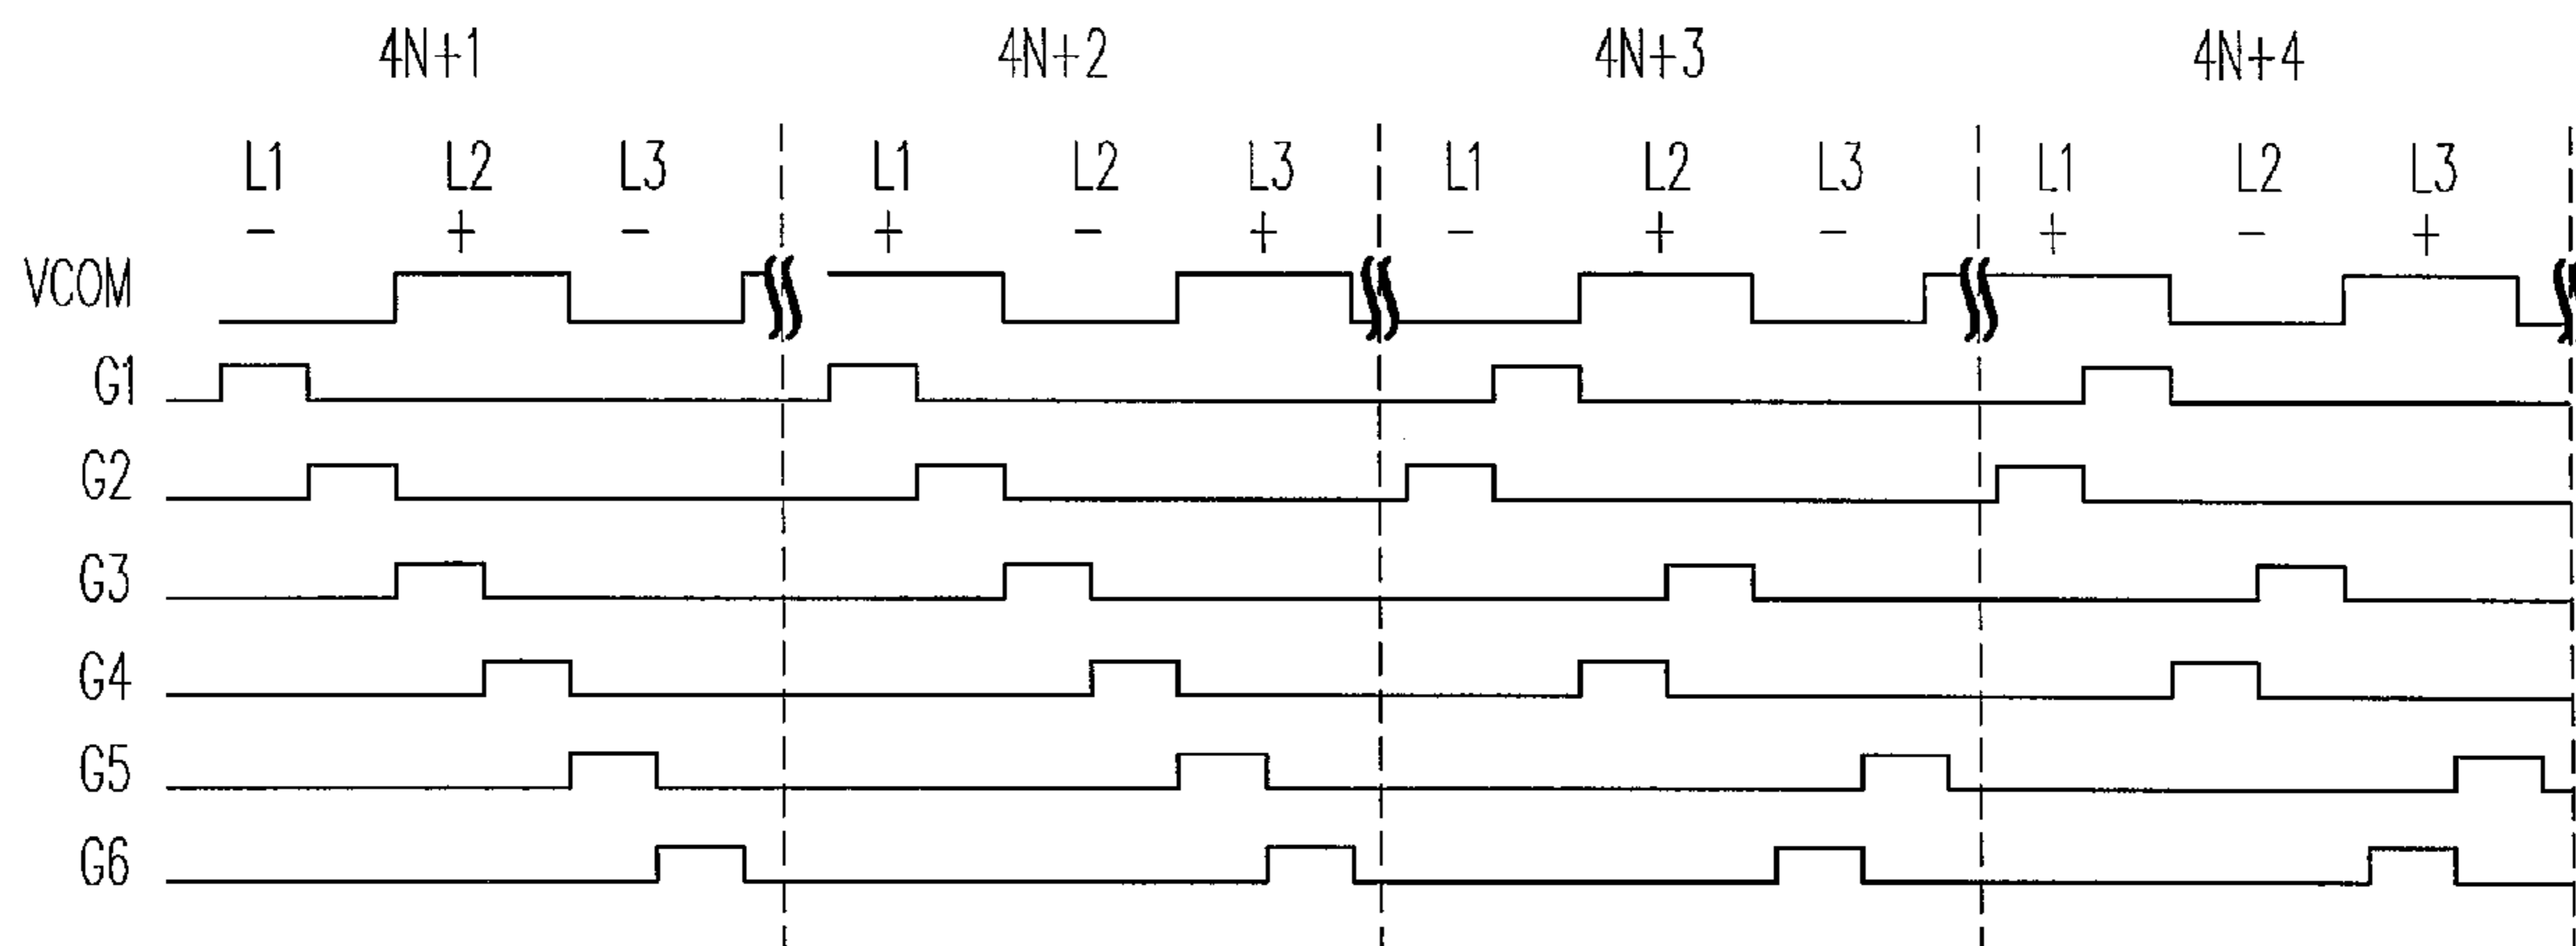 4N+1 4N+2 4N+3 4N+4
L1 L2 L3 L1 L2 L3 L1 L2 L3 L1 L2 L3
- + - + - + - + - + - +
VCOM
G1
G2
G3
G4
G5
G6